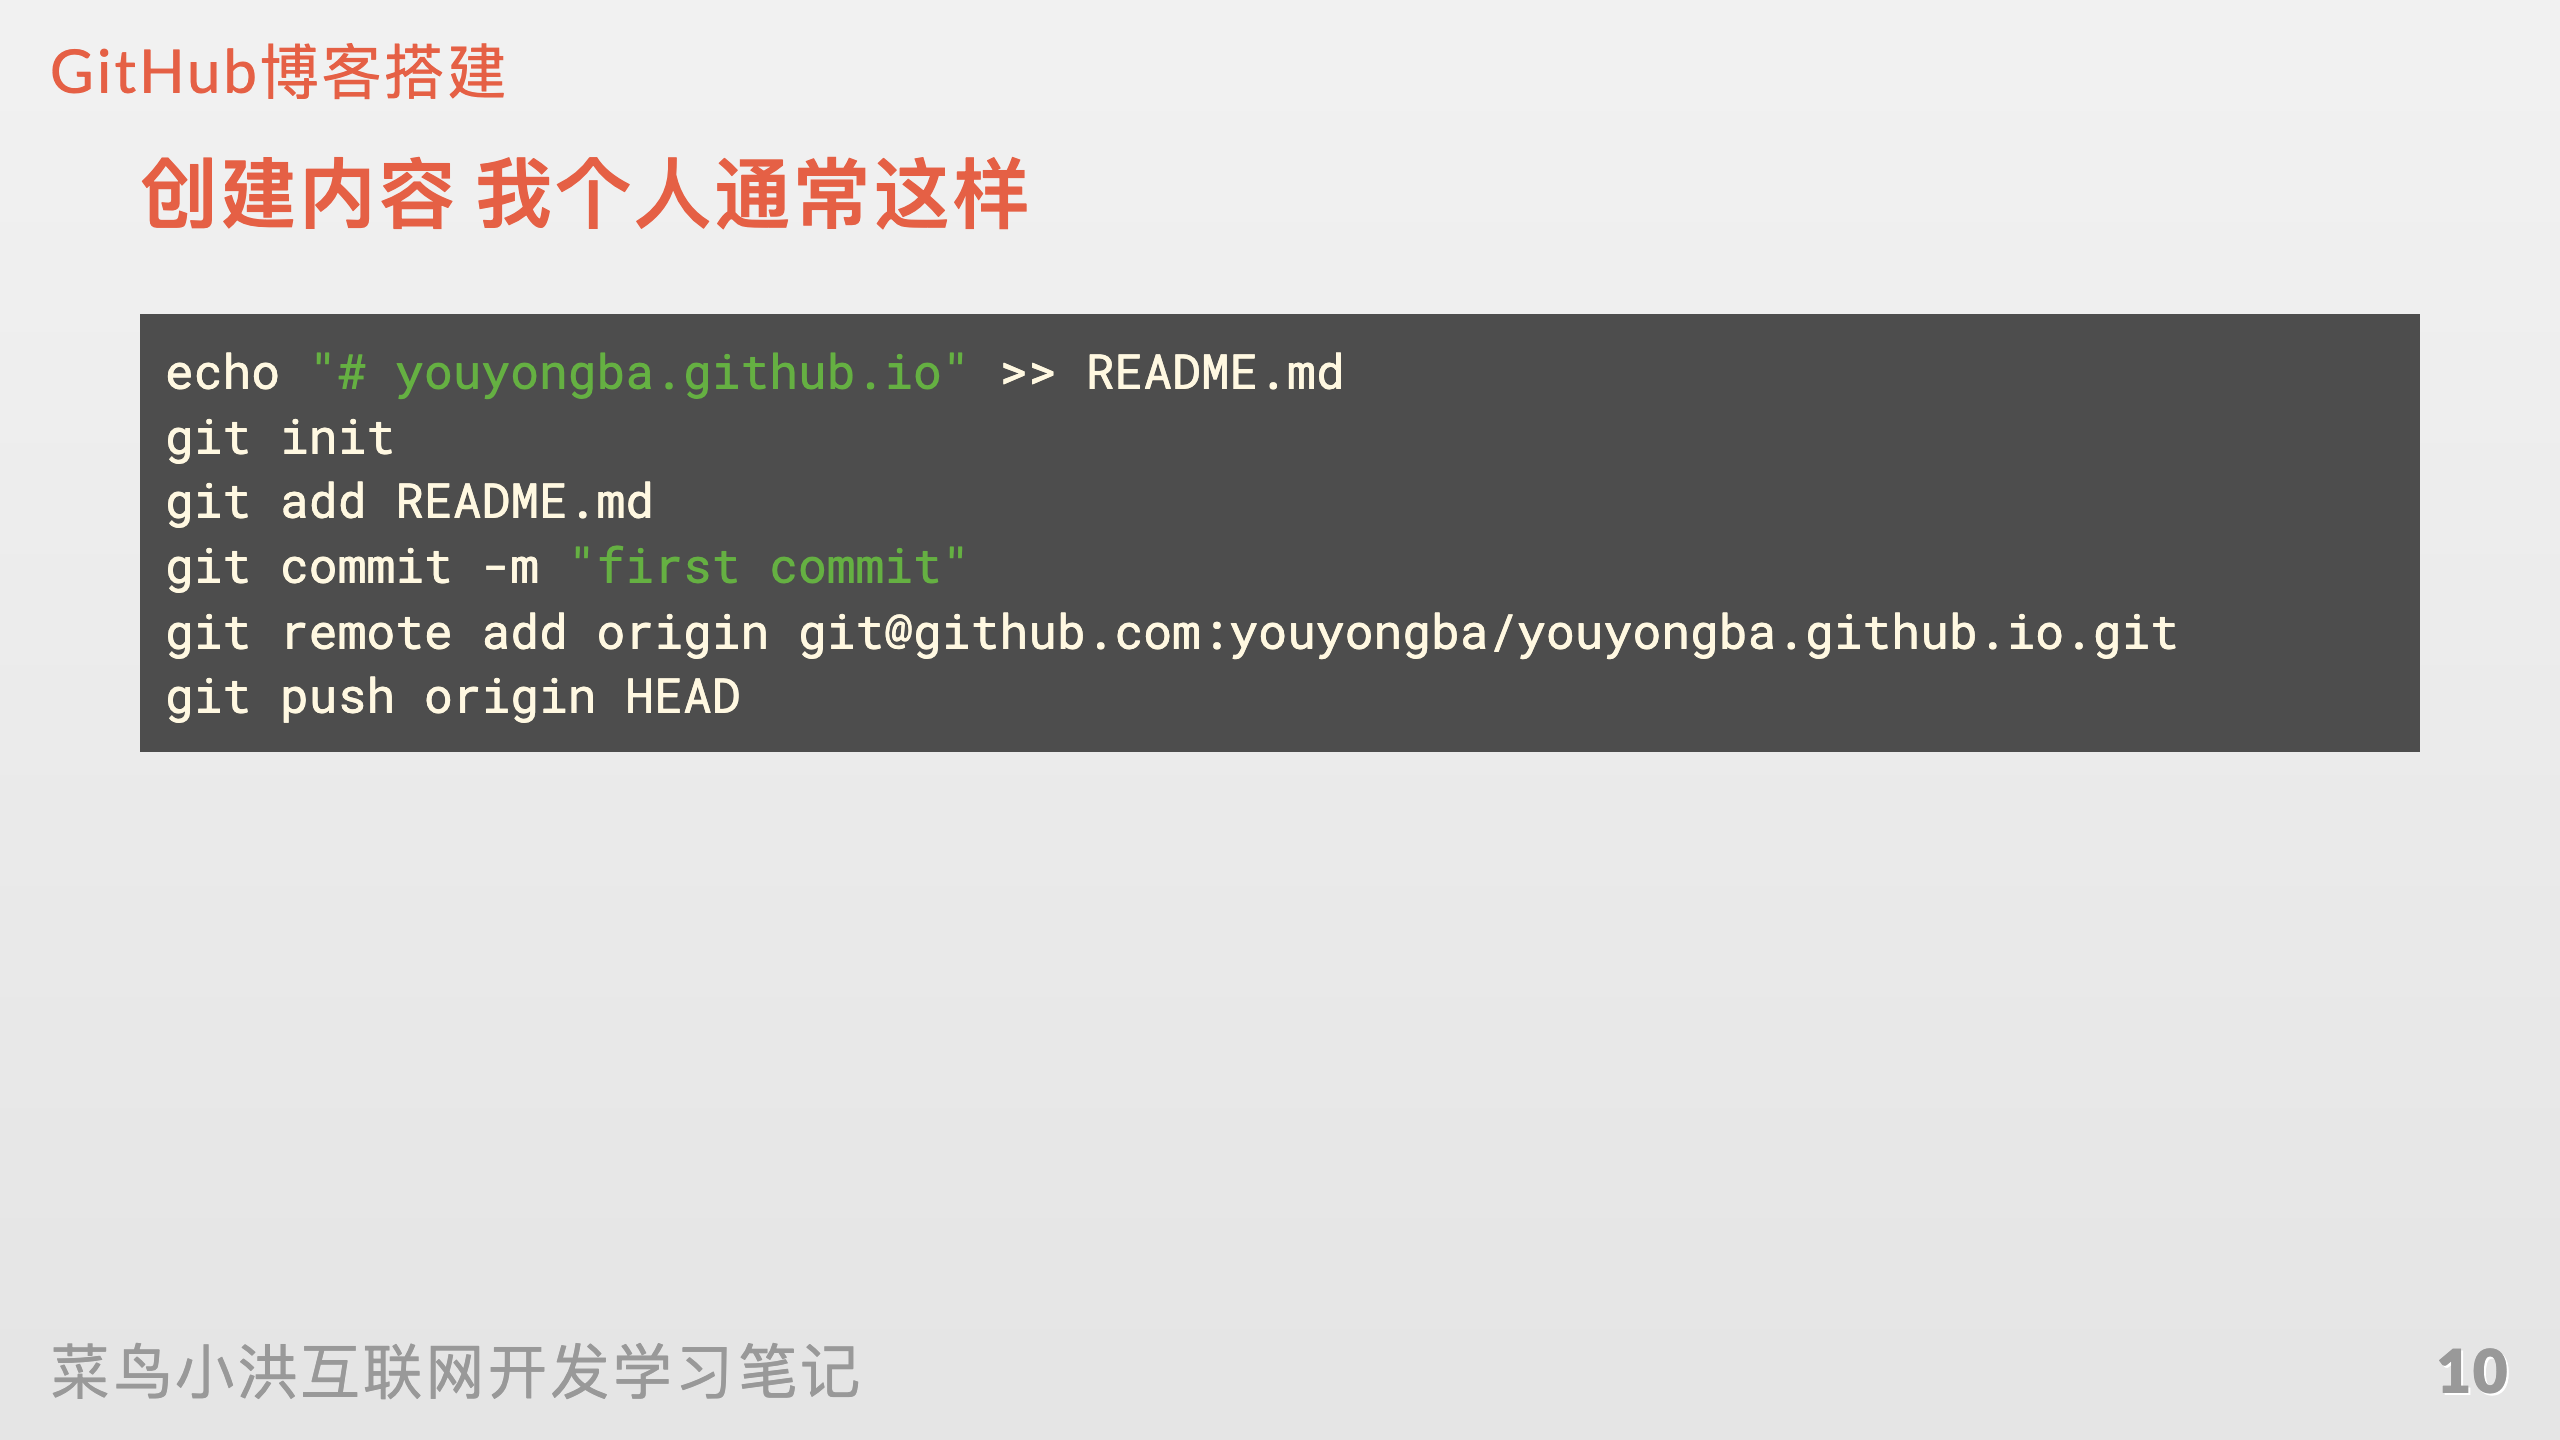 GitHub博客搭建
创建内容 我个人通常这样
echo "# youyongba.github.io" >> README.md
git init
git add README.md
git commit -m "first commit"
git remote add origin git@github.com:youyongba/youyongba.github.io.git
git push origin HEAD
菜鸟小洪互联网开发学习笔记
10